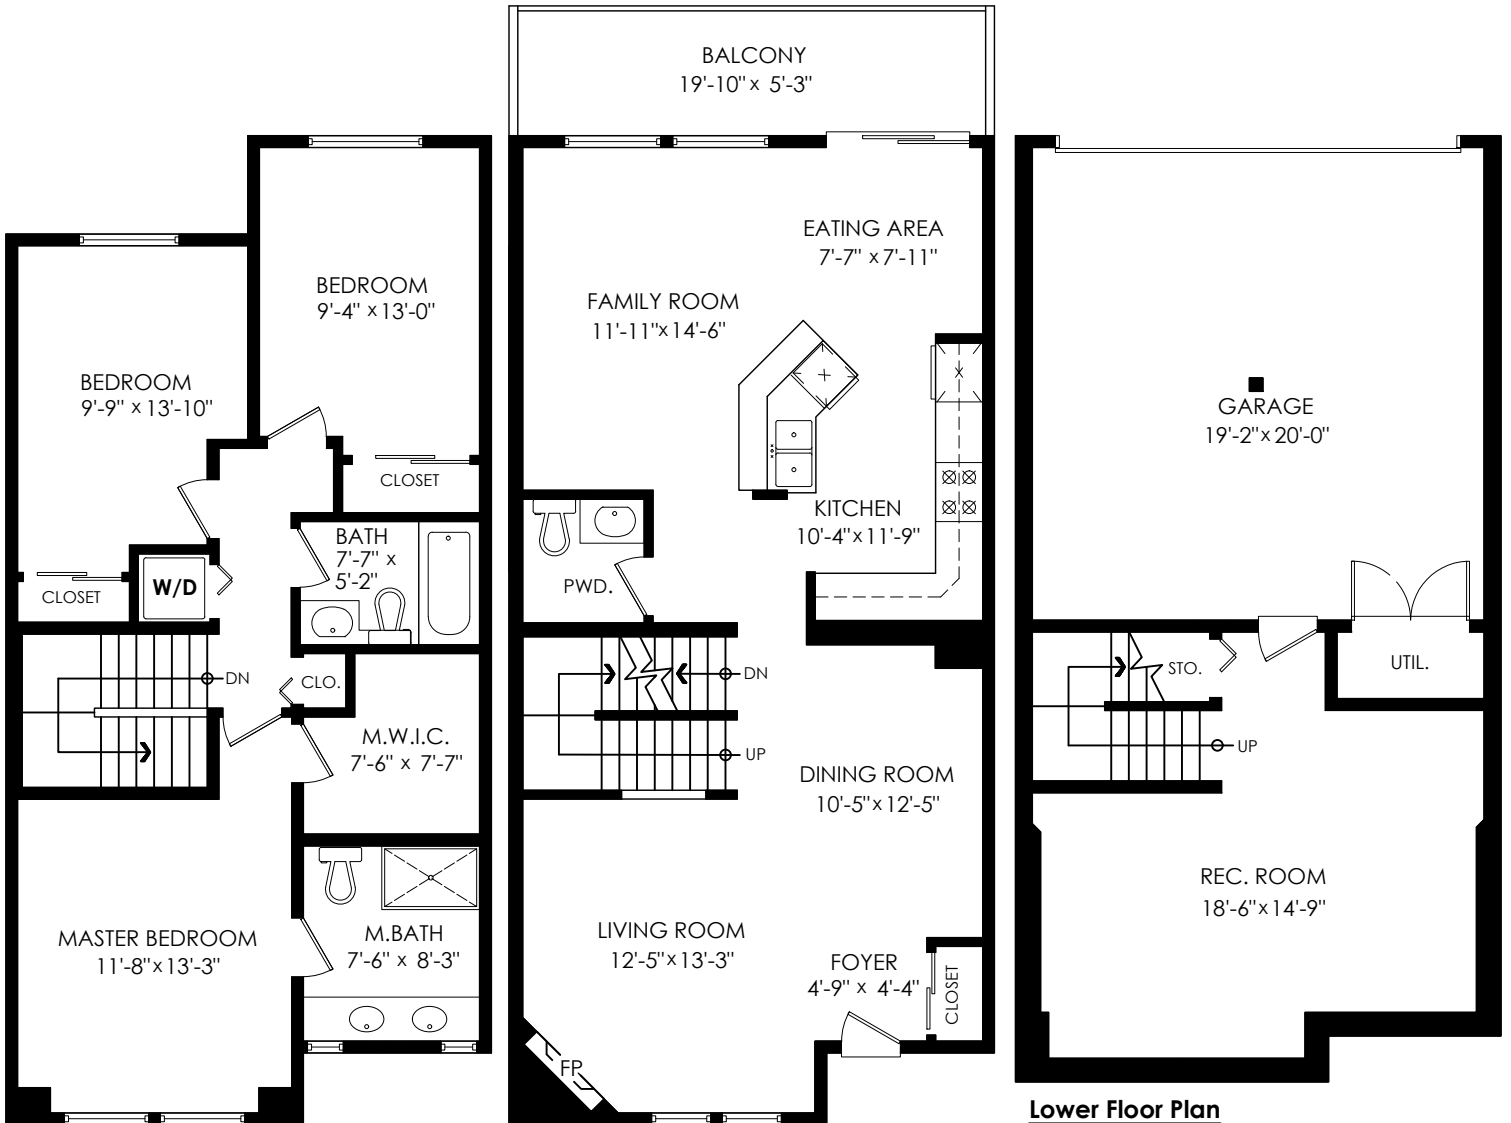 BEDROOM
9'-4" x 13'-0"
BEDROOM
9'-9" x 13'-10"
CLOSET
BATH
7'-7" x
5'-2"
W/D
CLOSET
DN
CLO.
M.W.I.C.
7'-6" x 7'-7"
MASTER BEDROOM
11'-8" x 13'-3"
M.BATH
7'-6" x 8'-3"
BALCONY
19'-10" x 5'-3"
EATING AREA
7'-7" x 7'-11"
FAMILY ROOM
11'-11" x 14'-6"
KITCHEN
10'-4" x 11'-9"
PWD.
DN
UP
DINING ROOM
10'-5" x 12'-5"
LIVING ROOM
12'-5" x 13'-3"
FOYER
4'-9" x 4'-4"
CLOSET
FP
GARAGE
19'-2" x 20'-0"
STO.
UTIL.
UP
REC. ROOM
18'-6" x 14'-9"
Lower Floor Plan